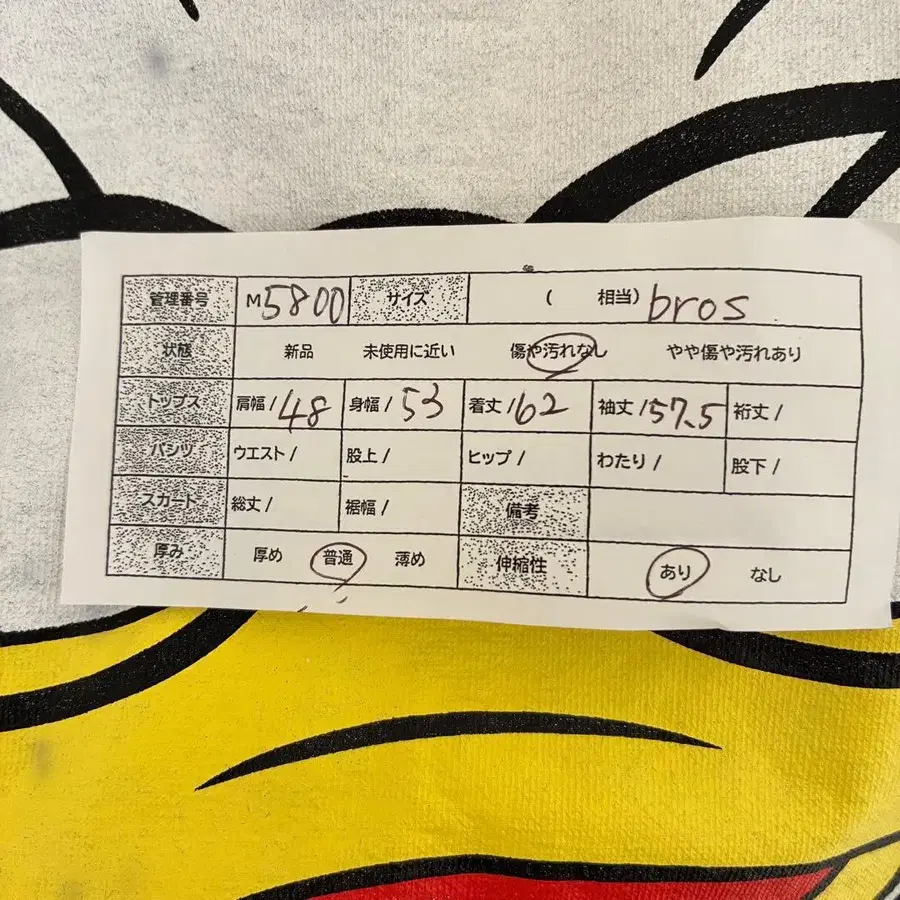 管理番号 M5800 サイズ ( 相当) bros
状態 新品 未使用に近い 傷や汚れなし やや傷や汚れあり
トップス 肩幅 / 48 身幅 / 53 着丈 / 62 袖丈 / 57.5 裄丈 /
パンツ ウエスト / 股上 / ヒップ / わたり / 股下 /
スカート 総丈 / 裾幅 / 備考
厚み 厚め 普通 薄め 伸縮性 あり なし